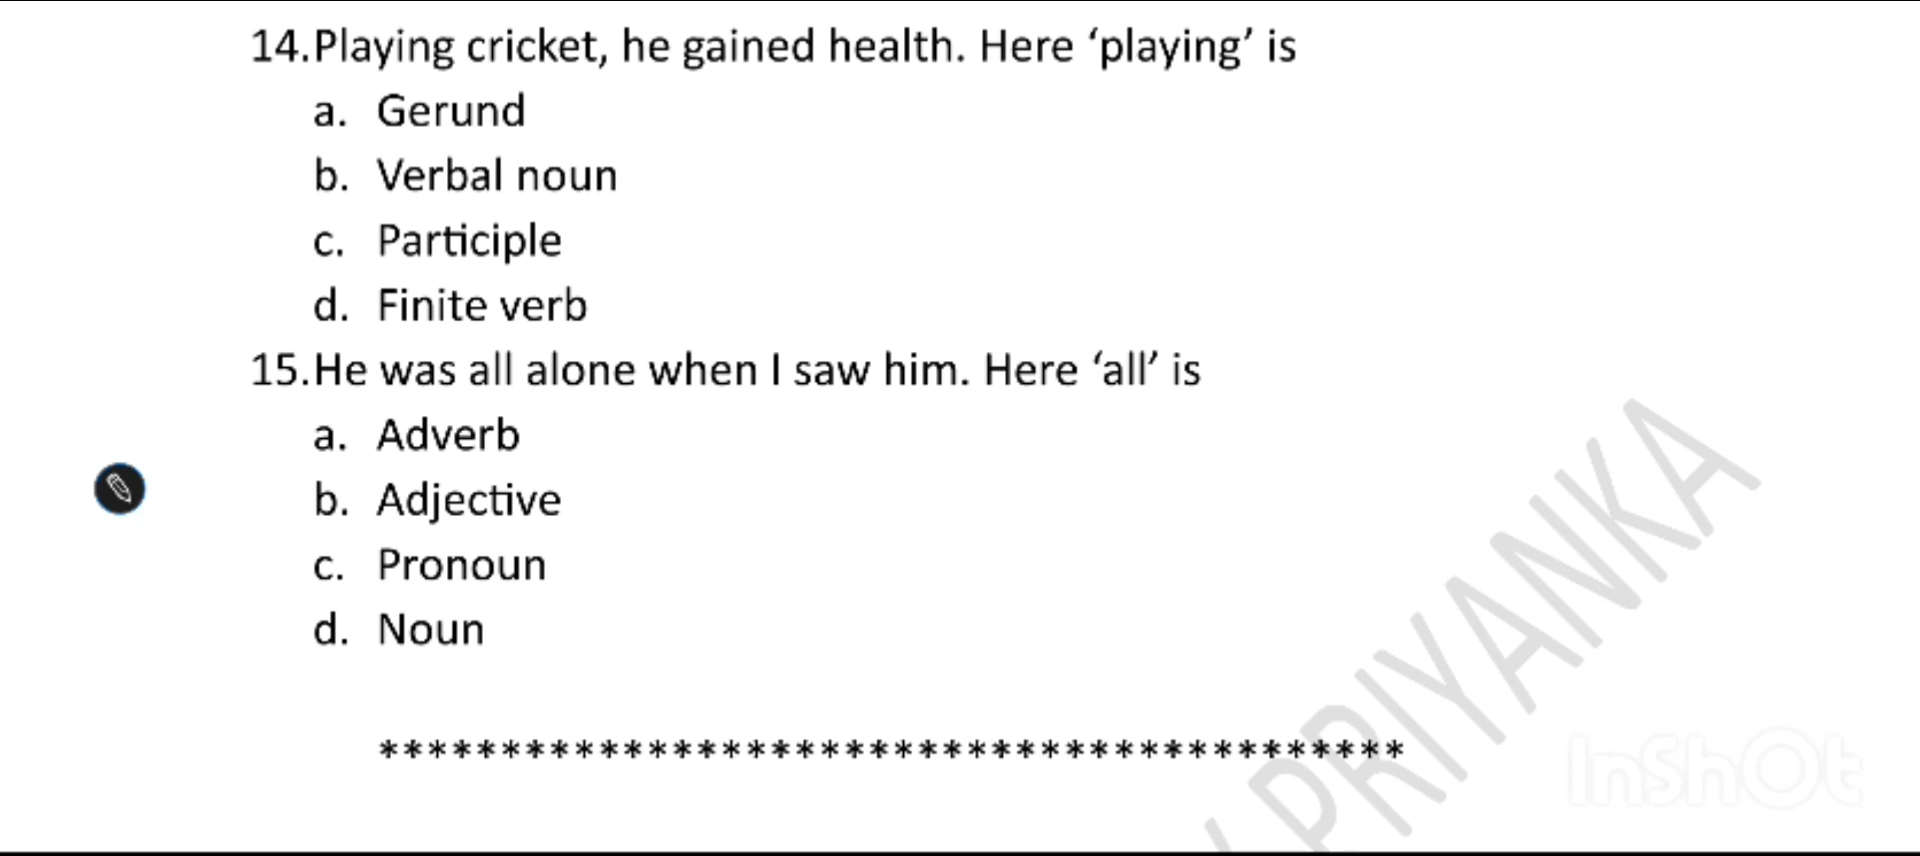 14.Playing cricket, he gained health. Here ‘playing’ is
a. Gerund
b. Verbal noun
c. Participle
d. Finite verb
15.He was all alone when I saw him. Here ‘all’ is
a. Adverb
b. Adjective
c. Pronoun
d. Noun
******************************************
PRIYANKA
InShOt